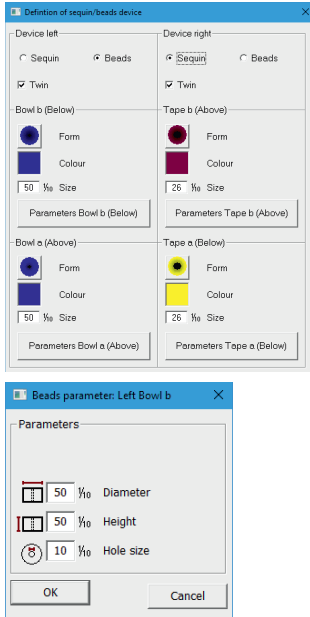 Defintion of sequin/beads device
Device left
Sequin Beads
Twin
Device right
Sequin Beads
Twin
Bowl b (Below)
Form
Colour
50 1/10 Size
Parameters Bowl b (Below)
Tape b (Above)
Form
Colour
26 1/10 Size
Parameters Tape b (Above)
Bowl a (Above)
Form
Colour
50 1/10 Size
Parameters Bowl a (Above)
Tape a (Below)
Form
Colour
26 1/10 Size
Parameters Tape a (Below)
Beads parameter: Left Bowl b
Parameters
50 1/10 Diameter
50 1/10 Height
10 1/10 Hole size
OK Cancel